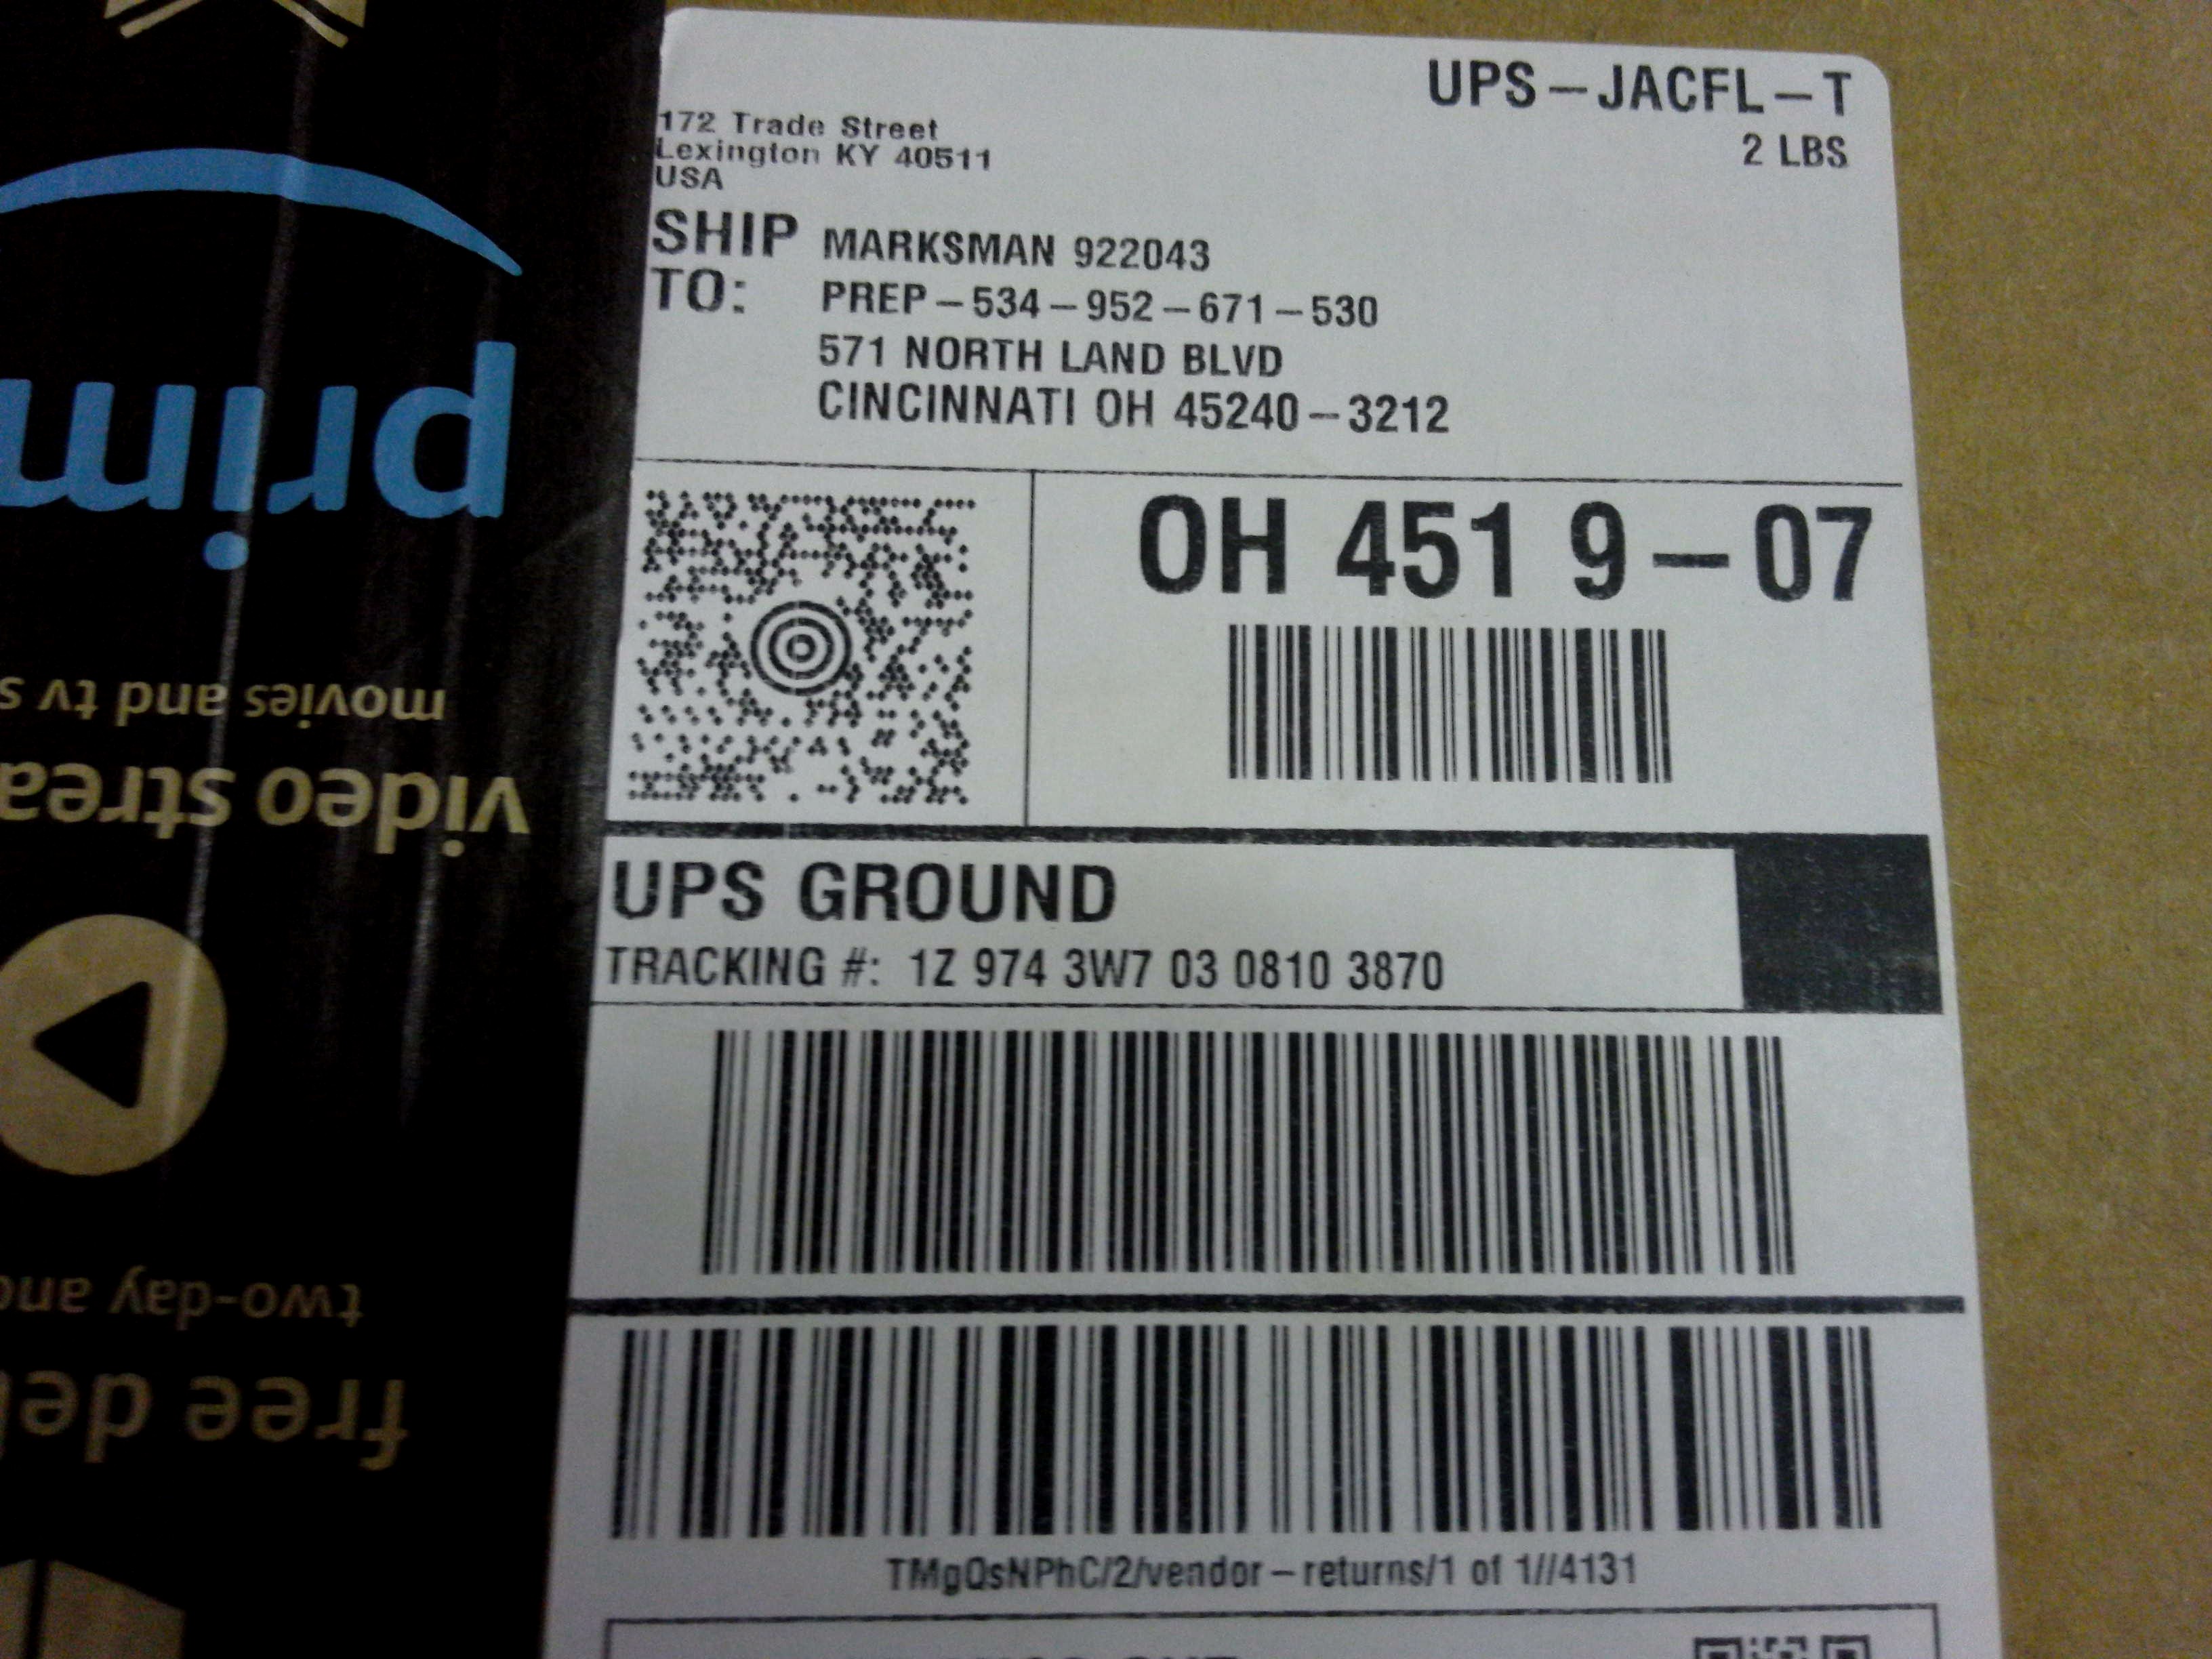 UPS-JACFL-T
2 LBS
172 Trade Street
Lexington KY 40511
USA
SHIP TO:
MARKSMAN 922043
PREP-534-952-671-530
571 NORTH LAND BLVD
CINCINNATI OH 45240-3212
OH 451 9-07
UPS GROUND
TRACKING #: 1Z 974 3W7 03 0810 3870
TMgQsNPhC/2/vendor-returns/1 of 1//4131
free del
two-day and
video strea
movies and tv s
prim